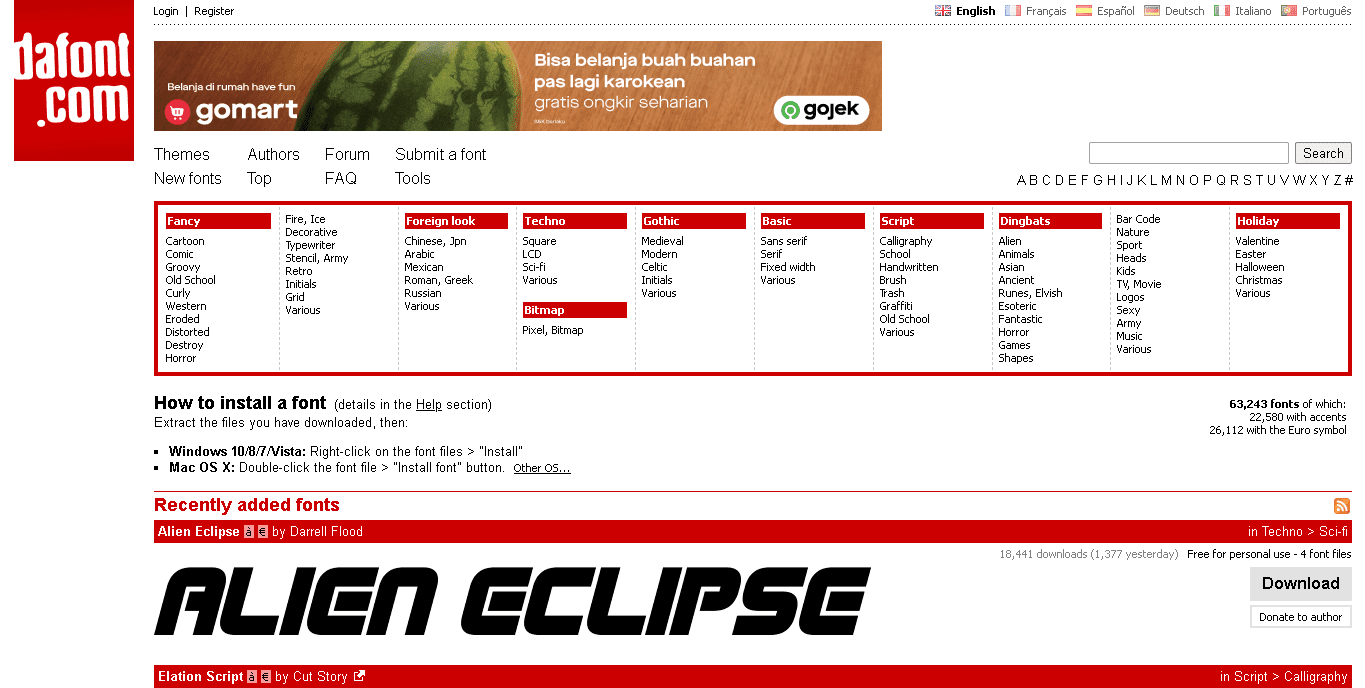 Login | Register
English Français Español Deutsch Italiano Português
dafont
.com
Belanja di rumah have fun
gomart
Bisa belanja buah buahan
pas lagi karokean
gratis ongkir seharian
gojek
Themes Authors Forum Submit a font
New fonts Top FAQ Tools
Search
A B C D E F G H I J K L M N O P Q R S T U V W X Y Z #
Fancy
Cartoon
Comic
Groovy
Old School
Curly
Western
Eroded
Distorted
Destroy
Horror
Fire, Ice
Decorative
Typewriter
Stencil, Army
Retro
Initials
Grid
Various
Foreign look
Chinese, Jpn
Arabic
Mexican
Roman, Greek
Russian
Various
Techno
Square
LCD
Sci-fi
Various
Bitmap
Pixel, Bitmap
Gothic
Medieval
Modern
Celtic
Initials
Various
Basic
Sans serif
Serif
Fixed width
Various
Script
Calligraphy
School
Handwritten
Brush
Trash
Graffiti
Old School
Various
Dingbats
Alien
Animals
Asian
Ancient
Runes, Elvish
Esoteric
Fantastic
Horror
Games
Shapes
Bar Code
Nature
Sport
Heads
Kids
TV, Movie
Logos
Sexy
Army
Music
Various
Holiday
Valentine
Easter
Halloween
Christmas
Various
How to install a font (details in the Help section)
Extract the files you have downloaded, then:
63,243 fonts of which:
22,580 with accents
26,112 with the Euro symbol
Windows 10/8/7/Vista: Right-click on the font files > "Install"
Mac OS X: Double-click the font file > "Install font" button. Other OS...
Recently added fonts
Alien Eclipse à € by Darrell Flood in Techno > Sci-fi
18,441 downloads (1,377 yesterday) Free for personal use - 4 font files
ALIEN ECLIPSE
Download
Donate to author
Elation Script à € by Cut Story in Script > Calligraphy